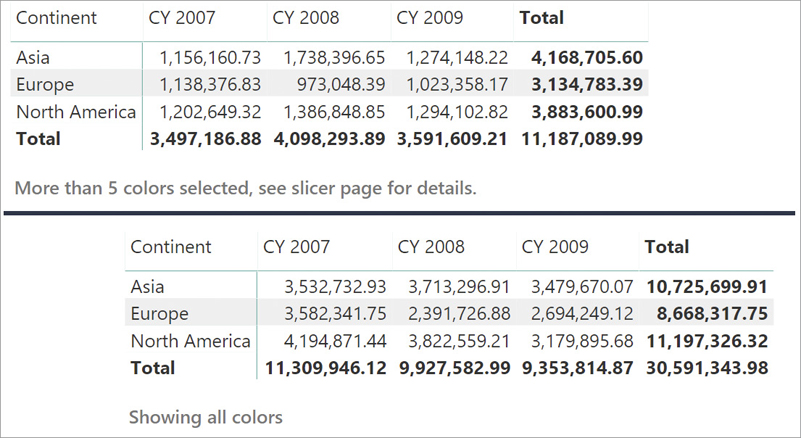 Continent CY 2007 CY 2008 CY 2009 Total
Asia 1,156,160.73 1,738,396.65 1,274,148.22 4,168,705.60
Europe 1,138,376.83 973,048.39 1,023,358.17 3,134,783.39
North America 1,202,649.32 1,386,848.85 1,294,102.82 3,883,600.99
Total 3,497,186.88 4,098,293.89 3,591,609.21 11,187,089.99
More than 5 colors selected, see slicer page for details.
Continent CY 2007 CY 2008 CY 2009 Total
Asia 3,532,732.93 3,713,296.91 3,479,670.07 10,725,699.91
Europe 3,582,341.75 2,391,726.88 2,694,249.12 8,668,317.75
North America 4,194,871.44 3,822,559.21 3,179,895.68 11,197,326.32
Total 11,309,946.12 9,927,582.99 9,353,814.87 30,591,343.98
Showing all colors